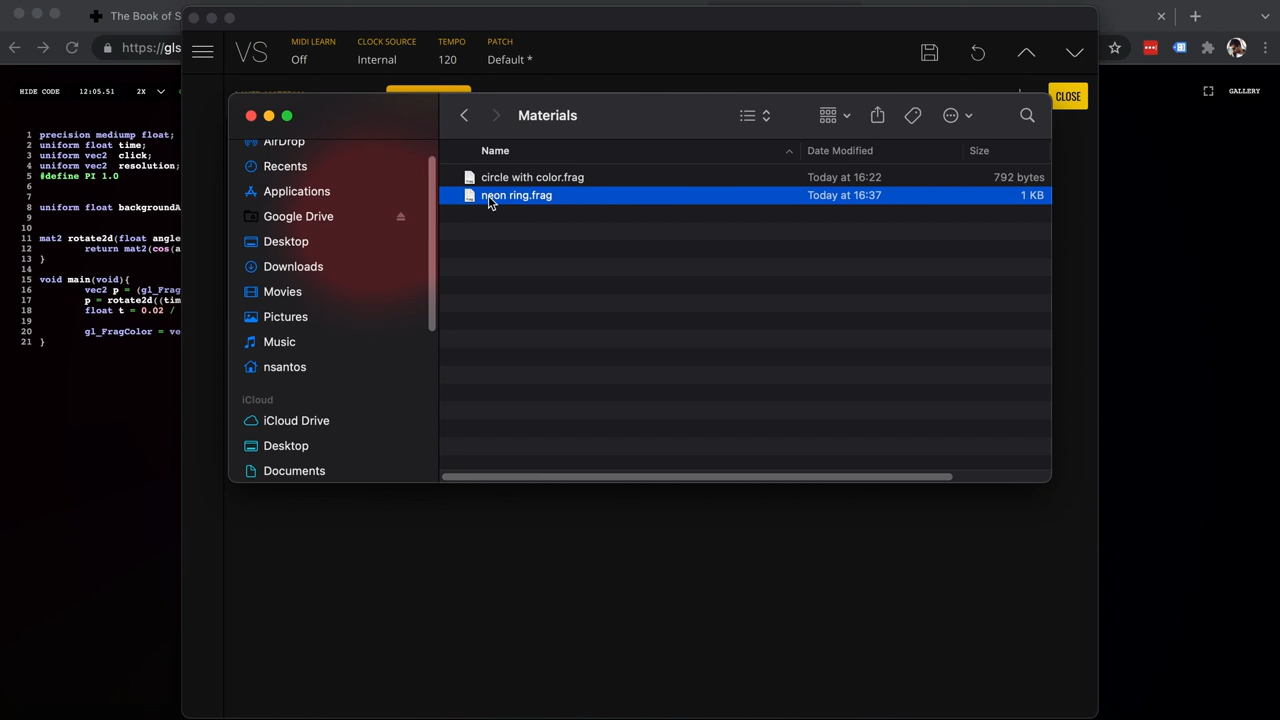 The Book of S
https://gls
VS
MIDI LEARN
Off
CLOCK SOURCE
Internal
TEMPO
120
PATCH
Default *
CLOSE
HIDE CODE 12:05.51 2X
GALLERY
1 precision mediump float;
2 uniform float time;
3 uniform vec2 click;
4 uniform vec2 resolution;
5 #define PI 1.0
6
7
8 uniform float backgroundA
9
10
11 mat2 rotate2d(float angle
12 return mat2(cos(a
13 }
14
15 void main(void){
16 vec2 p = (gl_Frag
17 p = rotate2d((tim
18 float t = 0.02 /
19
20 gl_FragColor = ve
21 }
Materials
AirDrop
Recents
Applications
Google Drive
Desktop
Downloads
Movies
Pictures
Music
nsantos
iCloud
iCloud Drive
Desktop
Documents
Name Date Modified Size
circle with color.frag Today at 16:22 792 bytes
neon ring.frag Today at 16:37 1 KB